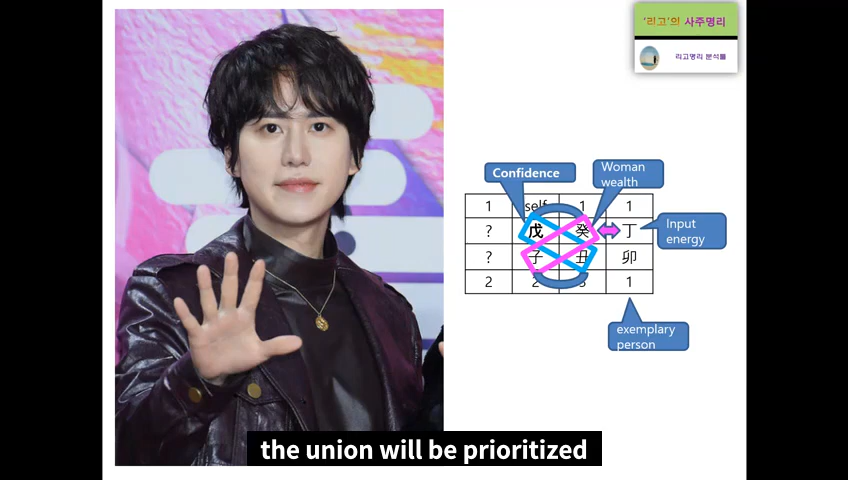 '리고'의 사주명리
리고명리 분석틀
Confidence
Woman
wealth
1 self 1 1
? 戊 癸 丁
Input
energy
? 子 丑 卯
2 2 3 1
exemplary
person
the union will be prioritized